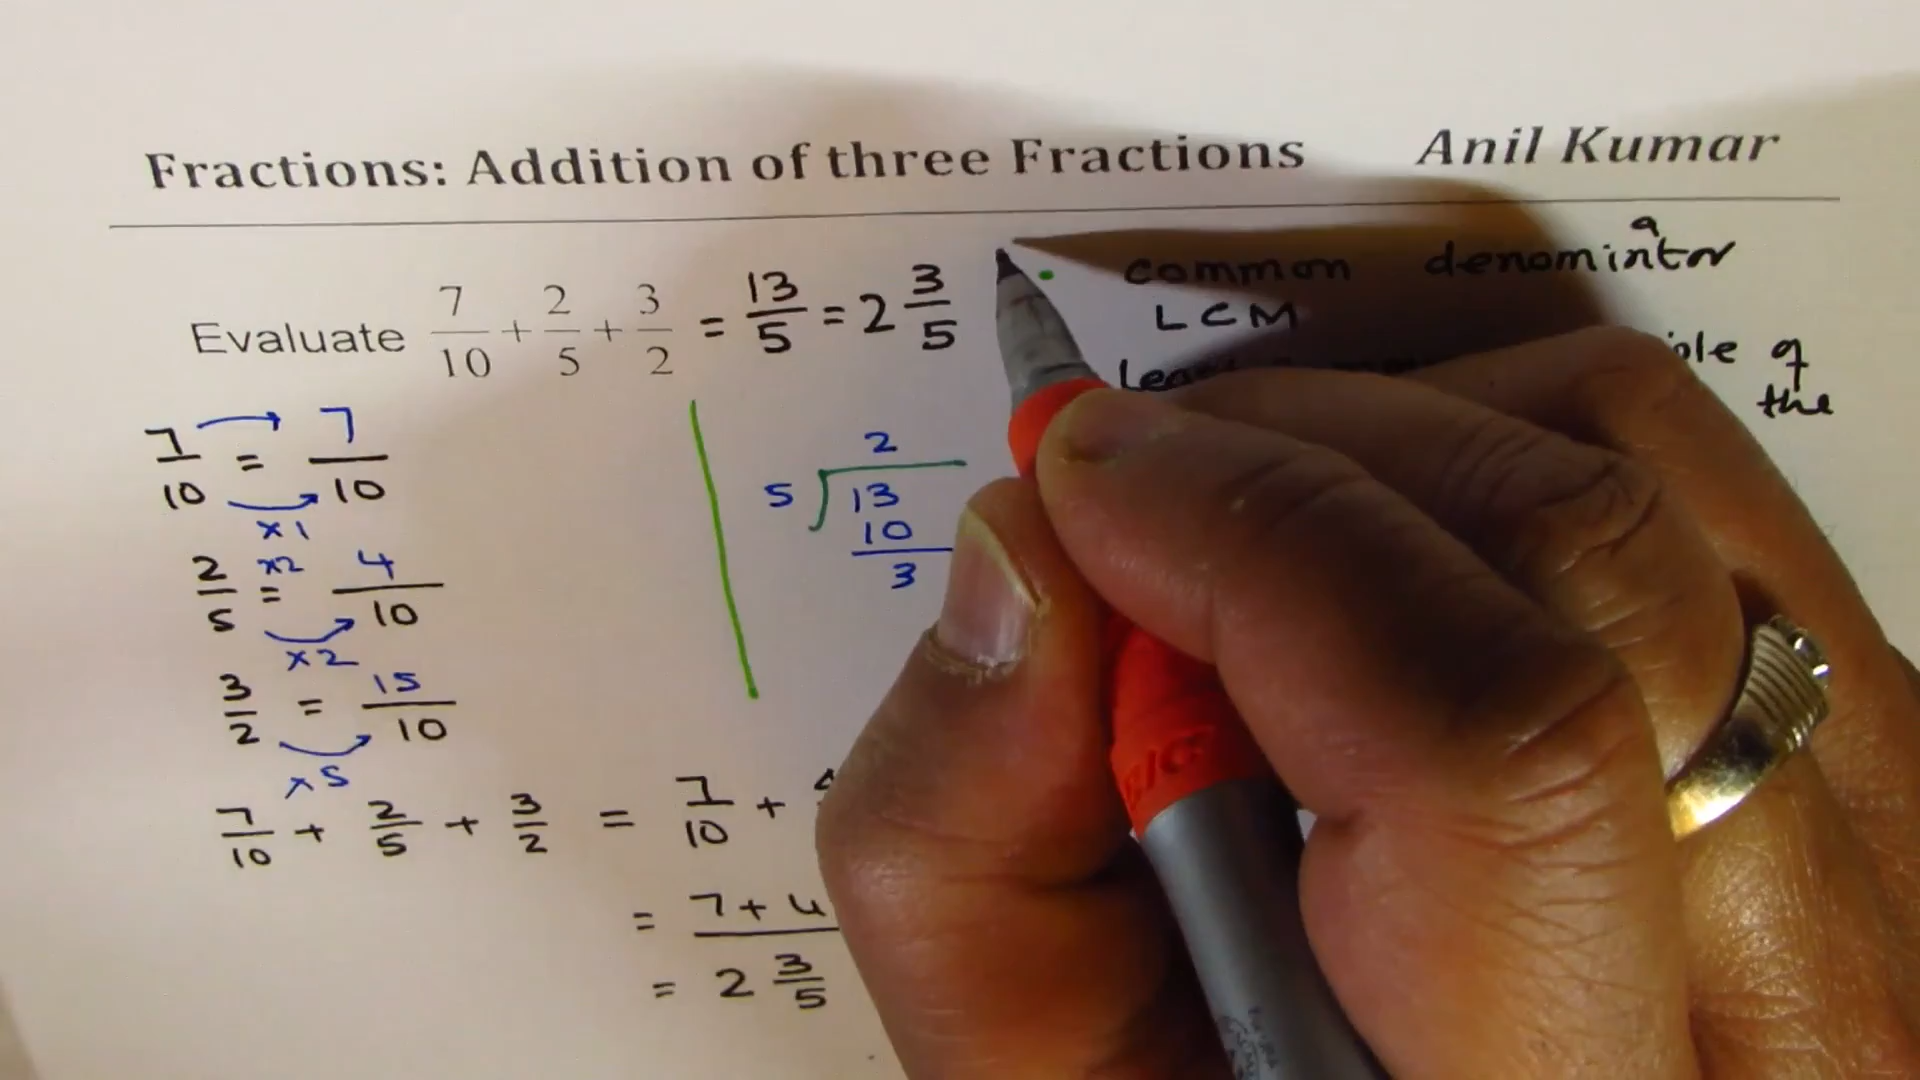 Fractions: Addition of three Fractions Anil Kumar
Evaluate 7/10 + 2/5 + 3/2 = 13/5 = 2 3/5
common denominator
a
LCM
of
the
7/10 = 7/10
×1
2/5 = 4/10
×2
×2
3/2 = 15/10
×5
2
5 13
10
3
7/10 + 2/5 + 3/2 = 7/10 +
= 7 + 4
= 2 3/5
BIC